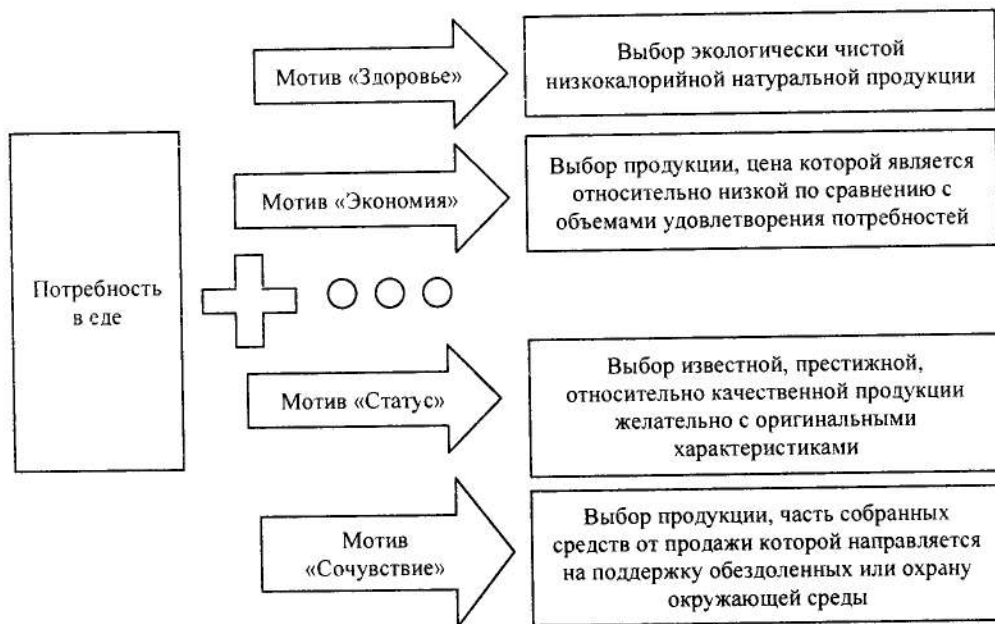 Мотив «Здоровье»
Выбор экологически чистой
низкокалорийной натуральной продукции
Мотив «Экономия»
Выбор продукции, цена которой является
относительно низкой по сравнению с
объемами удовлетворения потребностей
Потребность
в еде
Мотив «Статус»
Выбор известной, престижной,
относительно качественной продукции
желательно с оригинальными
характеристиками
Мотив
«Сочувствие»
Выбор продукции, часть собранных
средств от продажи которой направляется
на поддержку обездоленных или охрану
окружающей среды